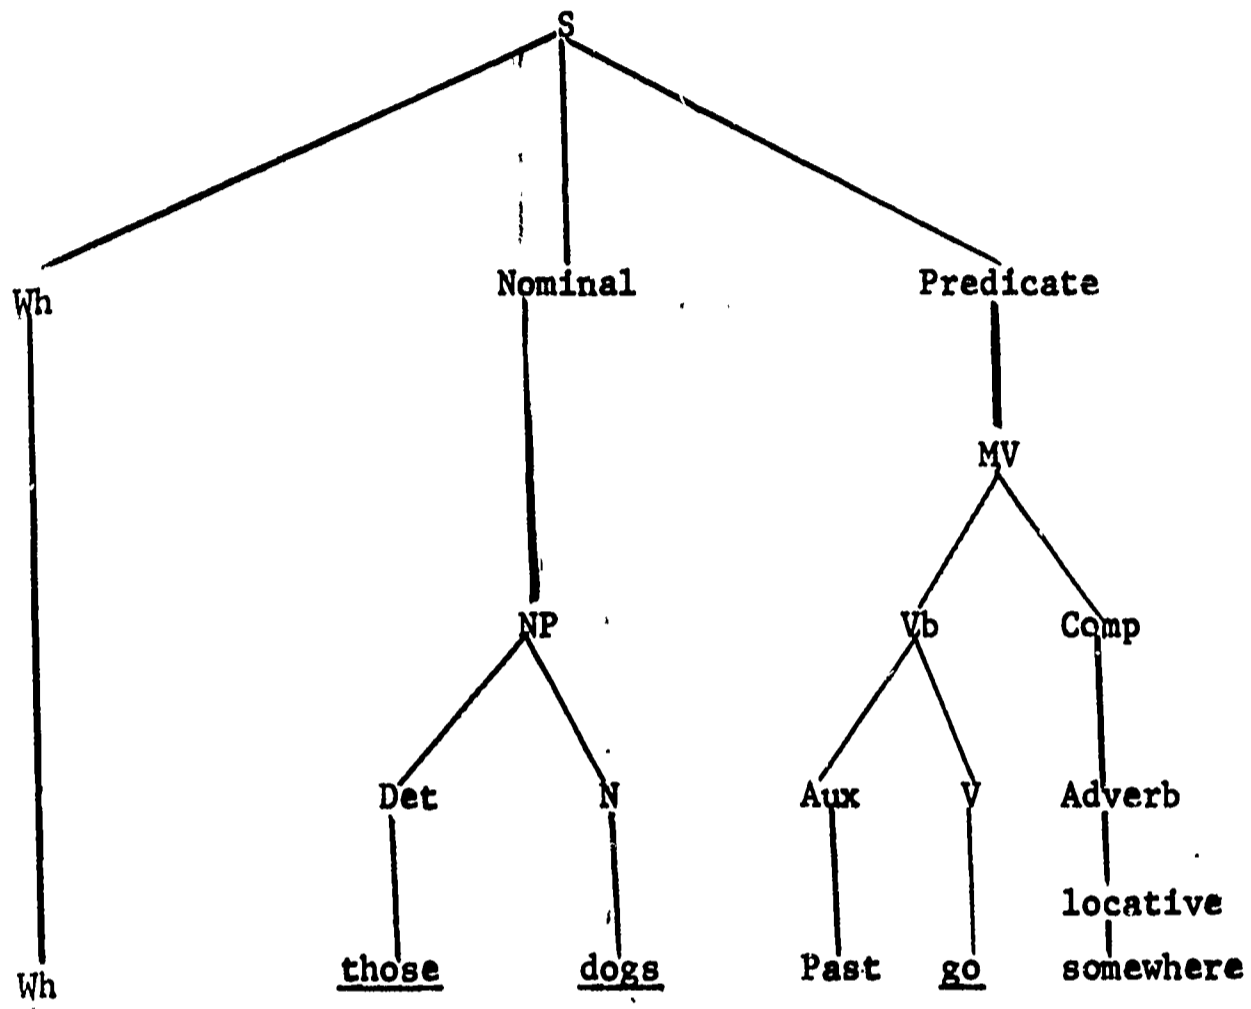 S
Wh Nominal Predicate
MV
NP Vb Comp
Det N Aux V Adverb
locative
Wh those dogs Past go somewhere